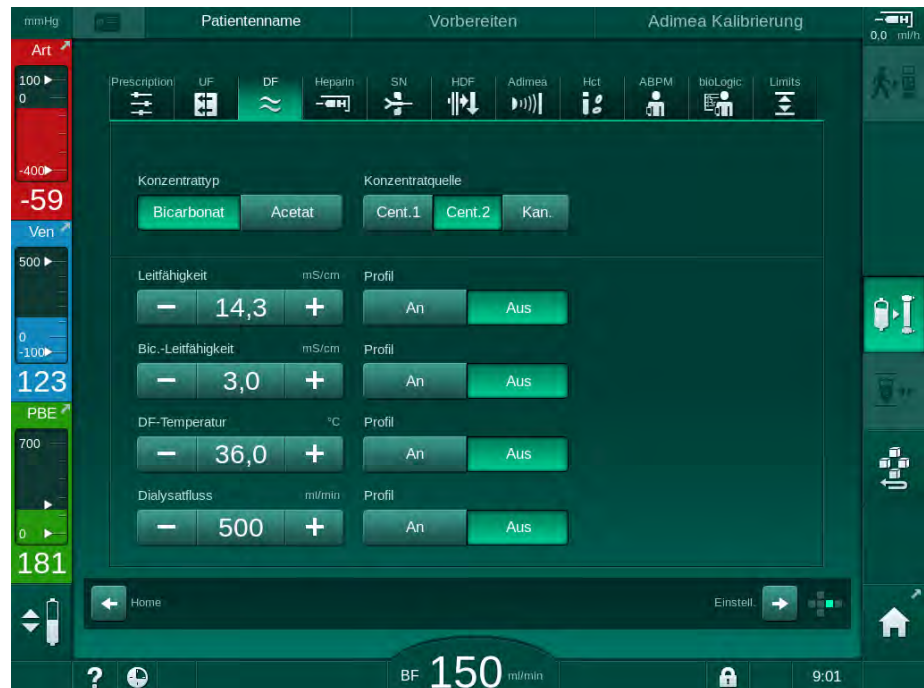 mmHg Patientenname Vorbereiten Adimea Kalibrierung 0,0 ml/h
Art
100
0
-400
-59
Ven
500
0
-100
123
PBE
700
0
181
Prescription UF DF Heparin SN HDF Adimea Hct ABPM bioLogic Limits
Konzentrattyp Konzentratquelle
Bicarbonat Acetat Cent.1 Cent.2 Kan.
Leitfähigkeit mS/cm Profil
− 14,3 + An Aus
Bic.-Leitfähigkeit mS/cm Profil
− 3,0 + An Aus
DF-Temperatur °C Profil
− 36,0 + An Aus
Dialysatfluss ml/min Profil
− 500 + An Aus
Home Einstell.
? BF 150 ml/min 9:01